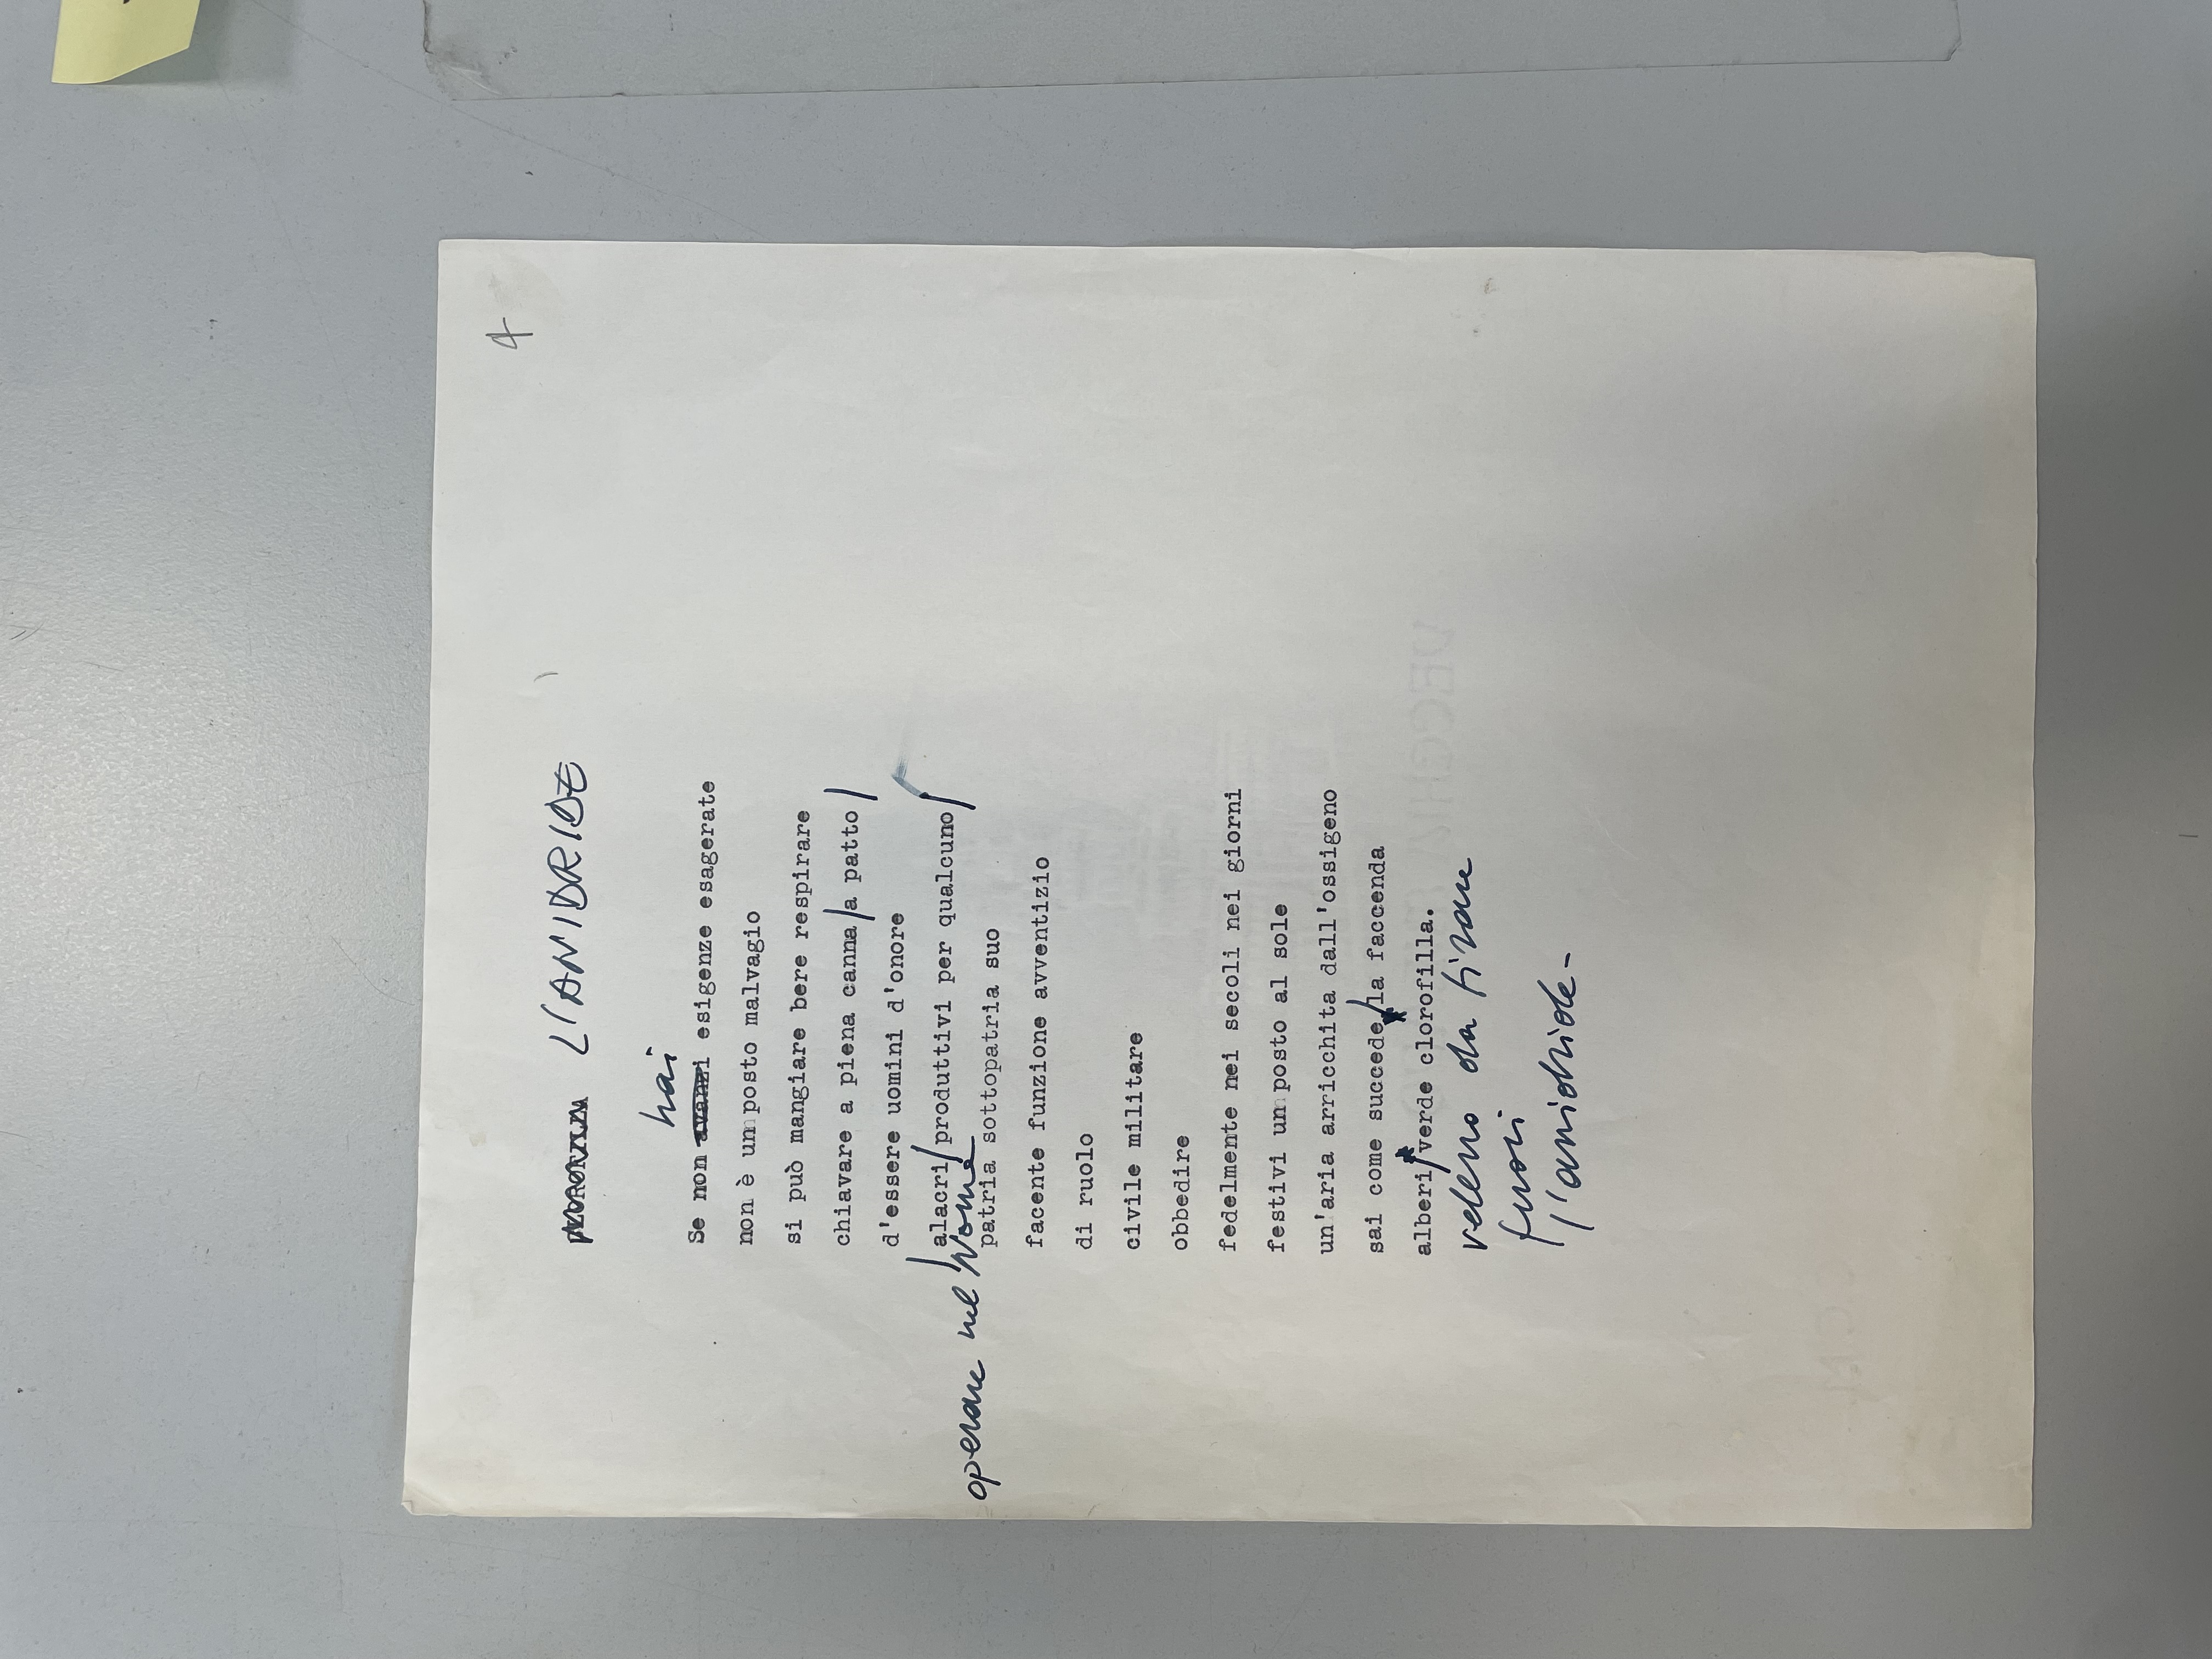 4
L'ANIDRIDE
hai
Se non avanzi esigenze esagerate
non è un posto malvagio
si può mangiare bere respirare
chiavare a piena canna/a patto/
d'essere uomini d'onore
/alacri/produttivi per qualcuno/
operare nel Nome
patria sottopatria suo
facente funzione avventizio
di ruolo
civile militare
obbedire
fedelmente nei secoli nei giorni
festivi un posto al sole
un'aria arricchita dall'ossigeno
sai come succede/la faccenda
alberi/verde clorofilla.
veleno da tirare
fuori
l'anidride-